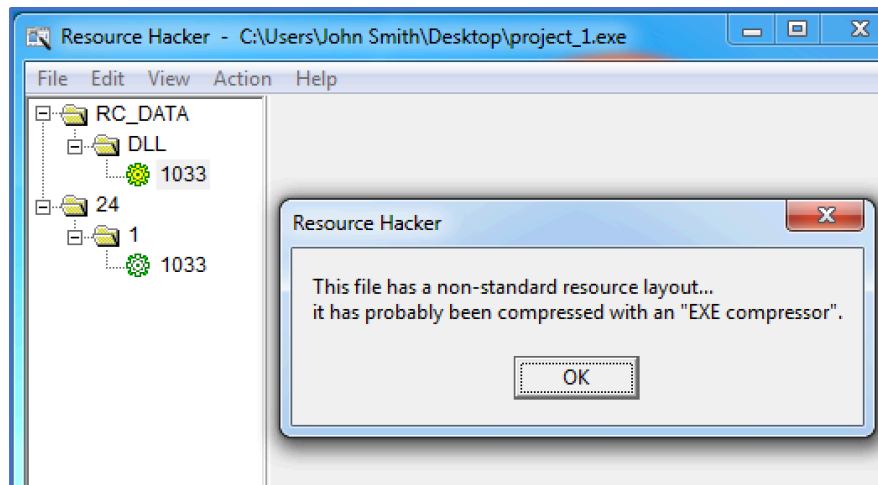 Resource Hacker - C:\Users\John Smith\Desktop\project_1.exe
File Edit View Action Help
RC_DATA
DLL
1033
24
1
1033
Resource Hacker
This file has a non-standard resource layout...
it has probably been compressed with an "EXE compressor".
OK